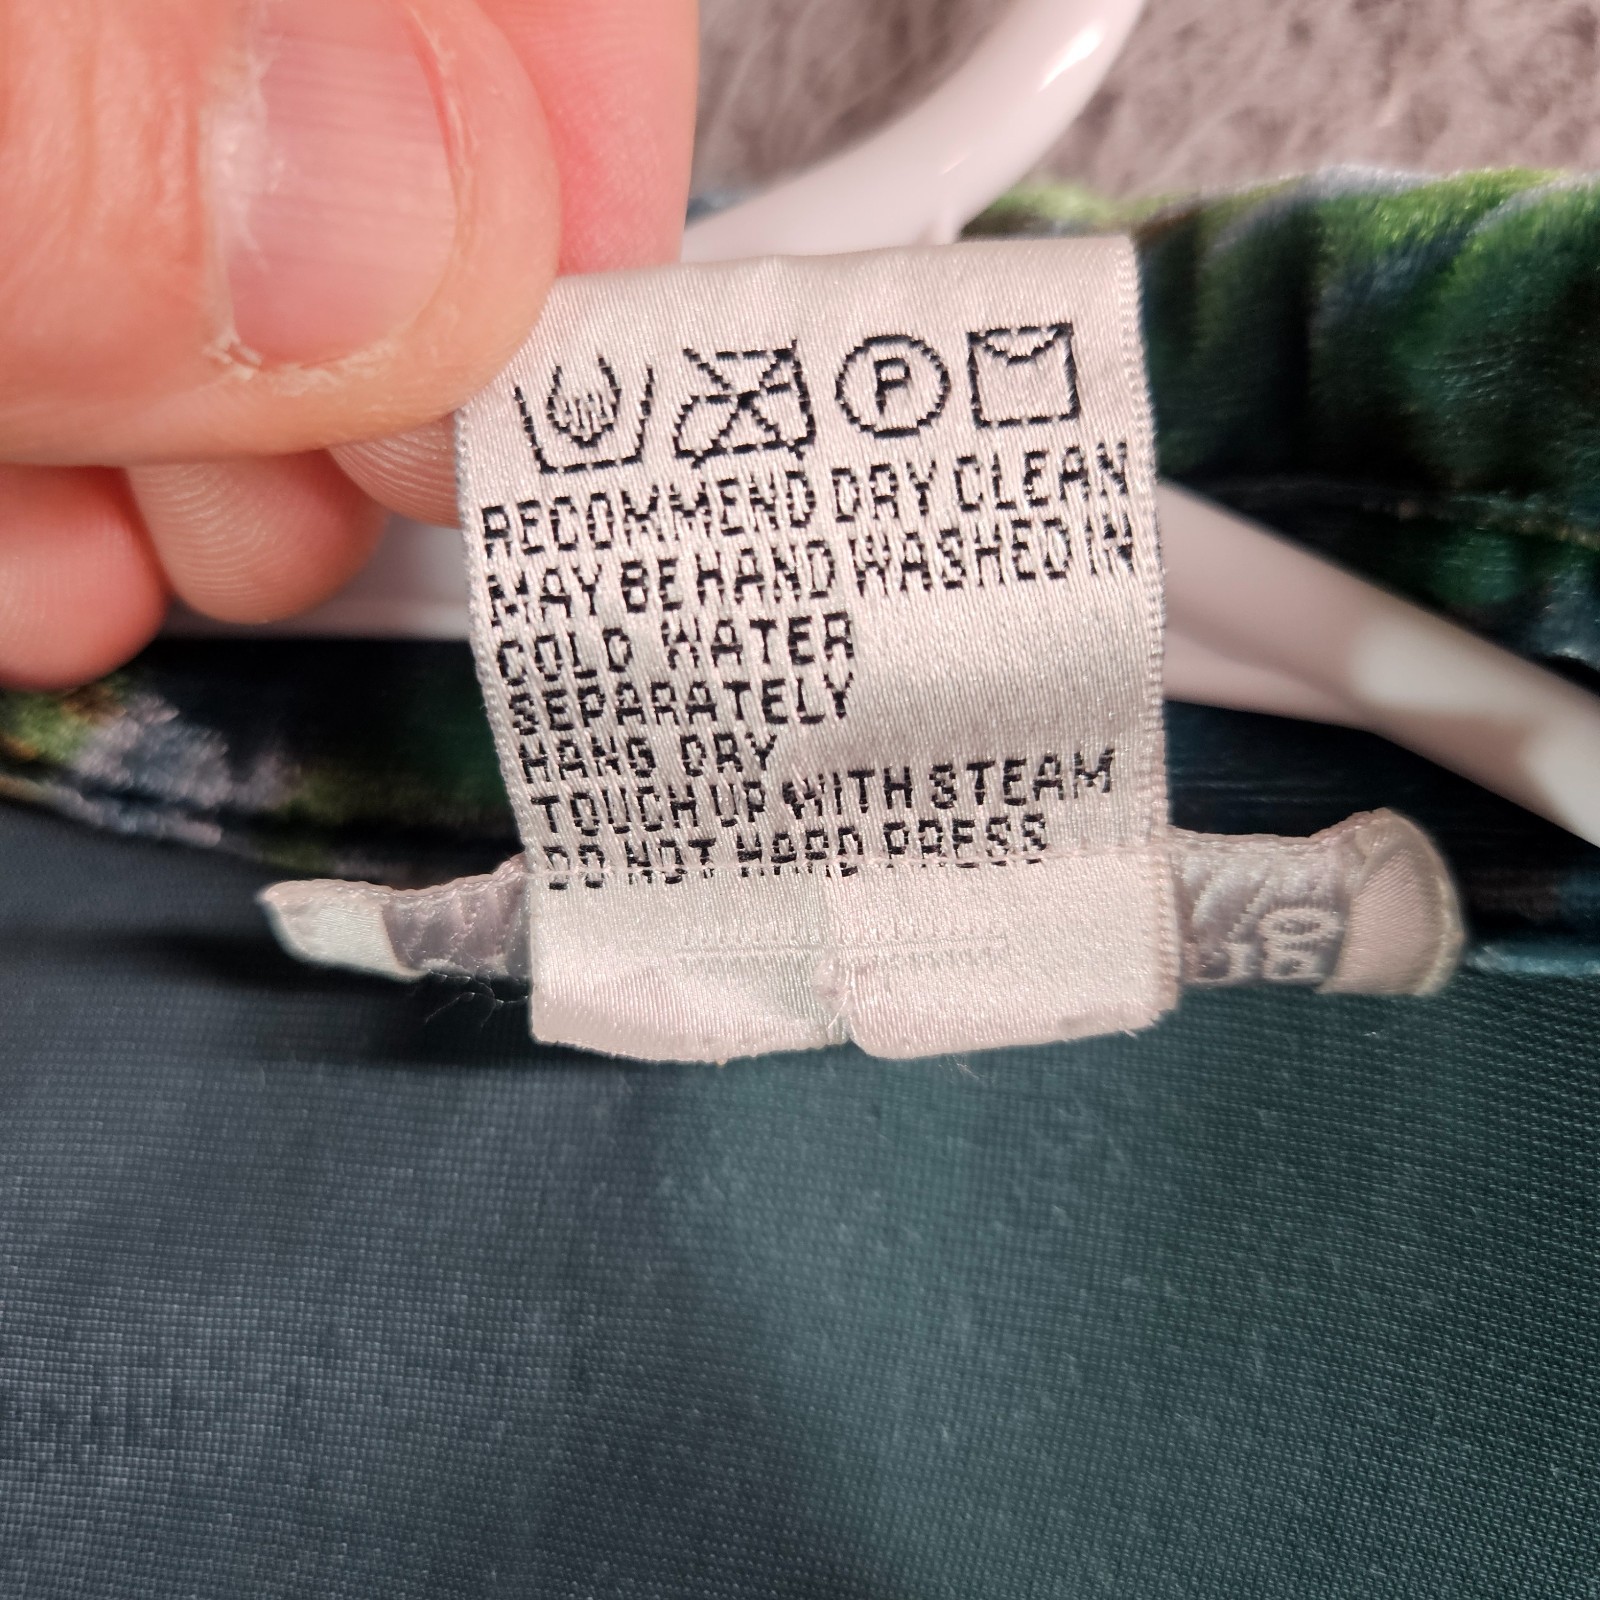 P
RECOMMEND DRY CLEAN
MAY BE HAND WASHED IN
COLD WATER
SEPARATELY
HANG DRY
TOUCH UP WITH STEAM
DO NOT HARD PRESS